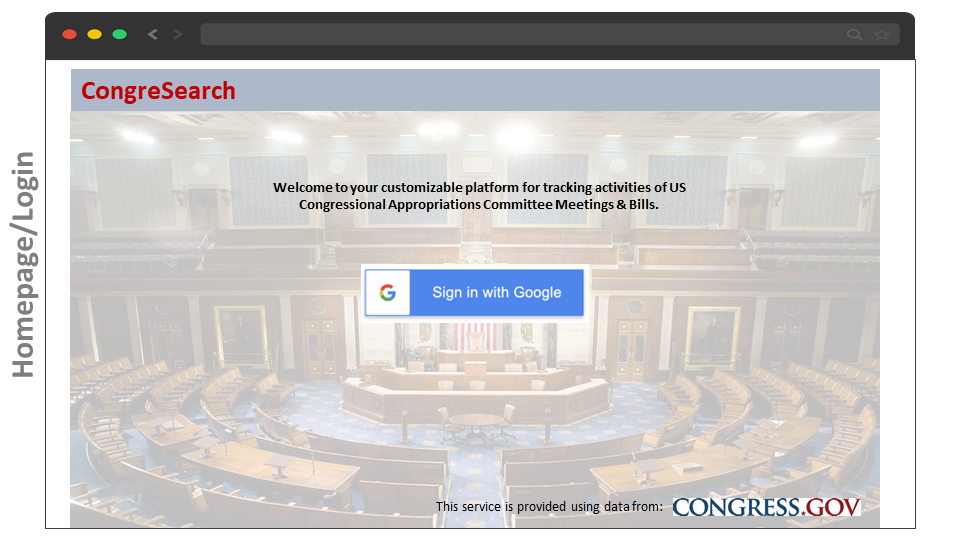 CongreSearch
Homepage/Login
Welcome to your customizable platform for tracking activities of US
Congressional Appropriations Committee Meetings & Bills.
Sign in with Google
This service is provided using data from: CONGRESS.GOV